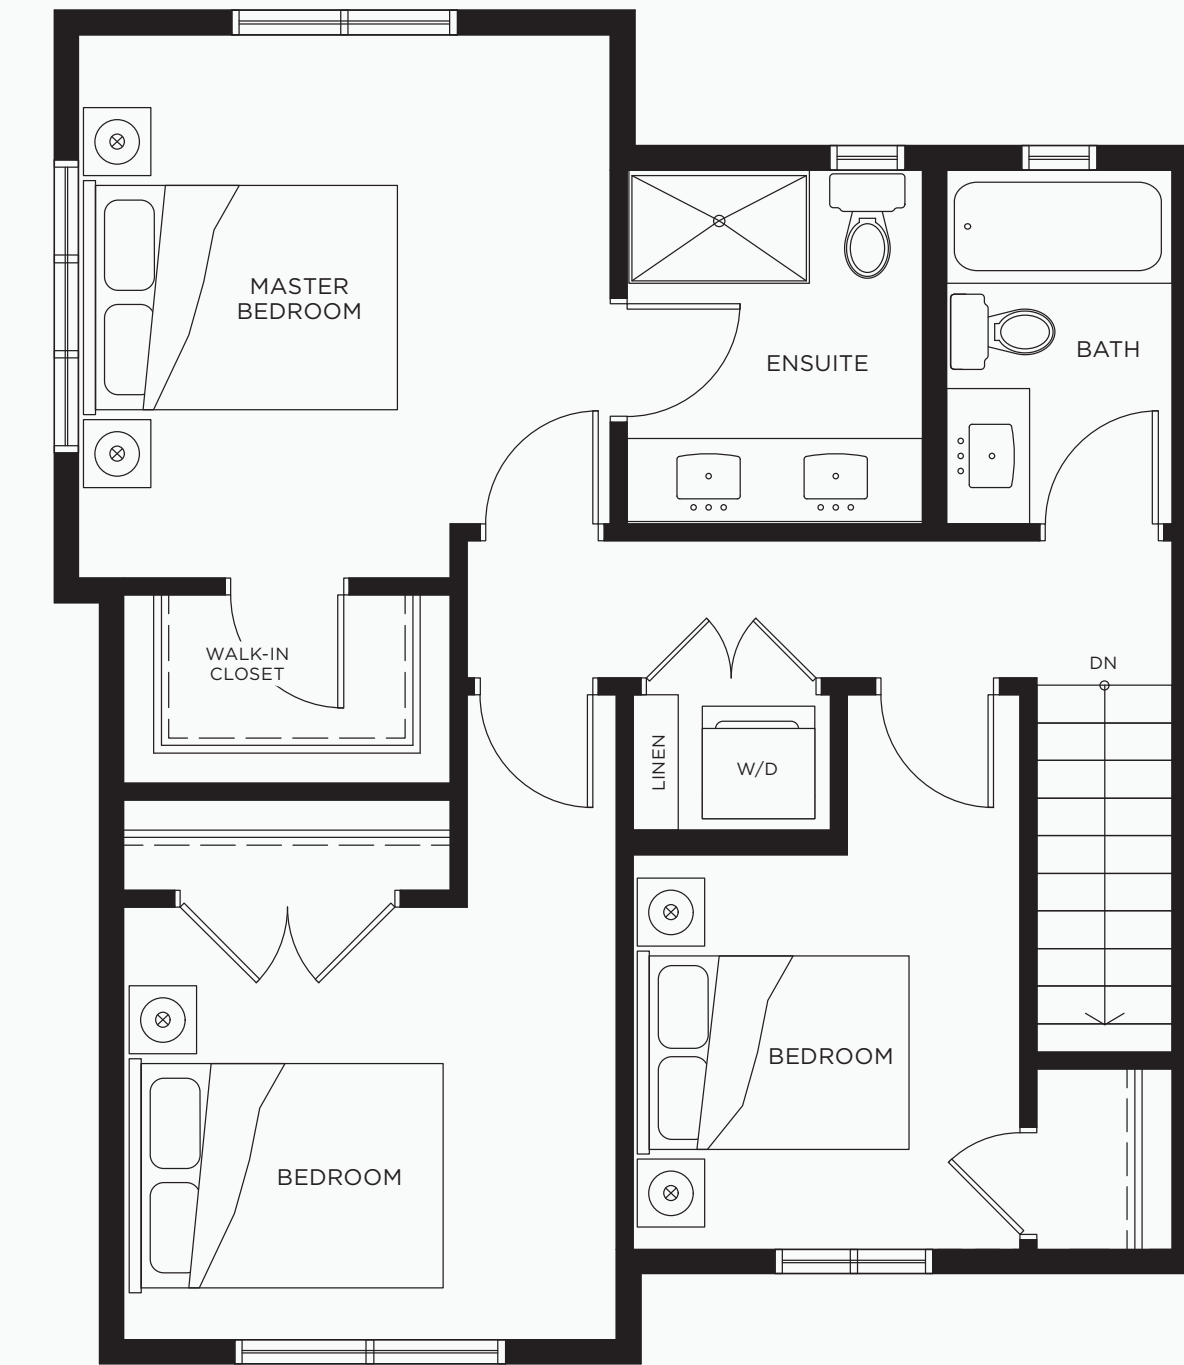 MASTER
BEDROOM
ENSUITE
BATH
WALK-IN
CLOSET
DN
LINEN
W/D
BEDROOM
BEDROOM